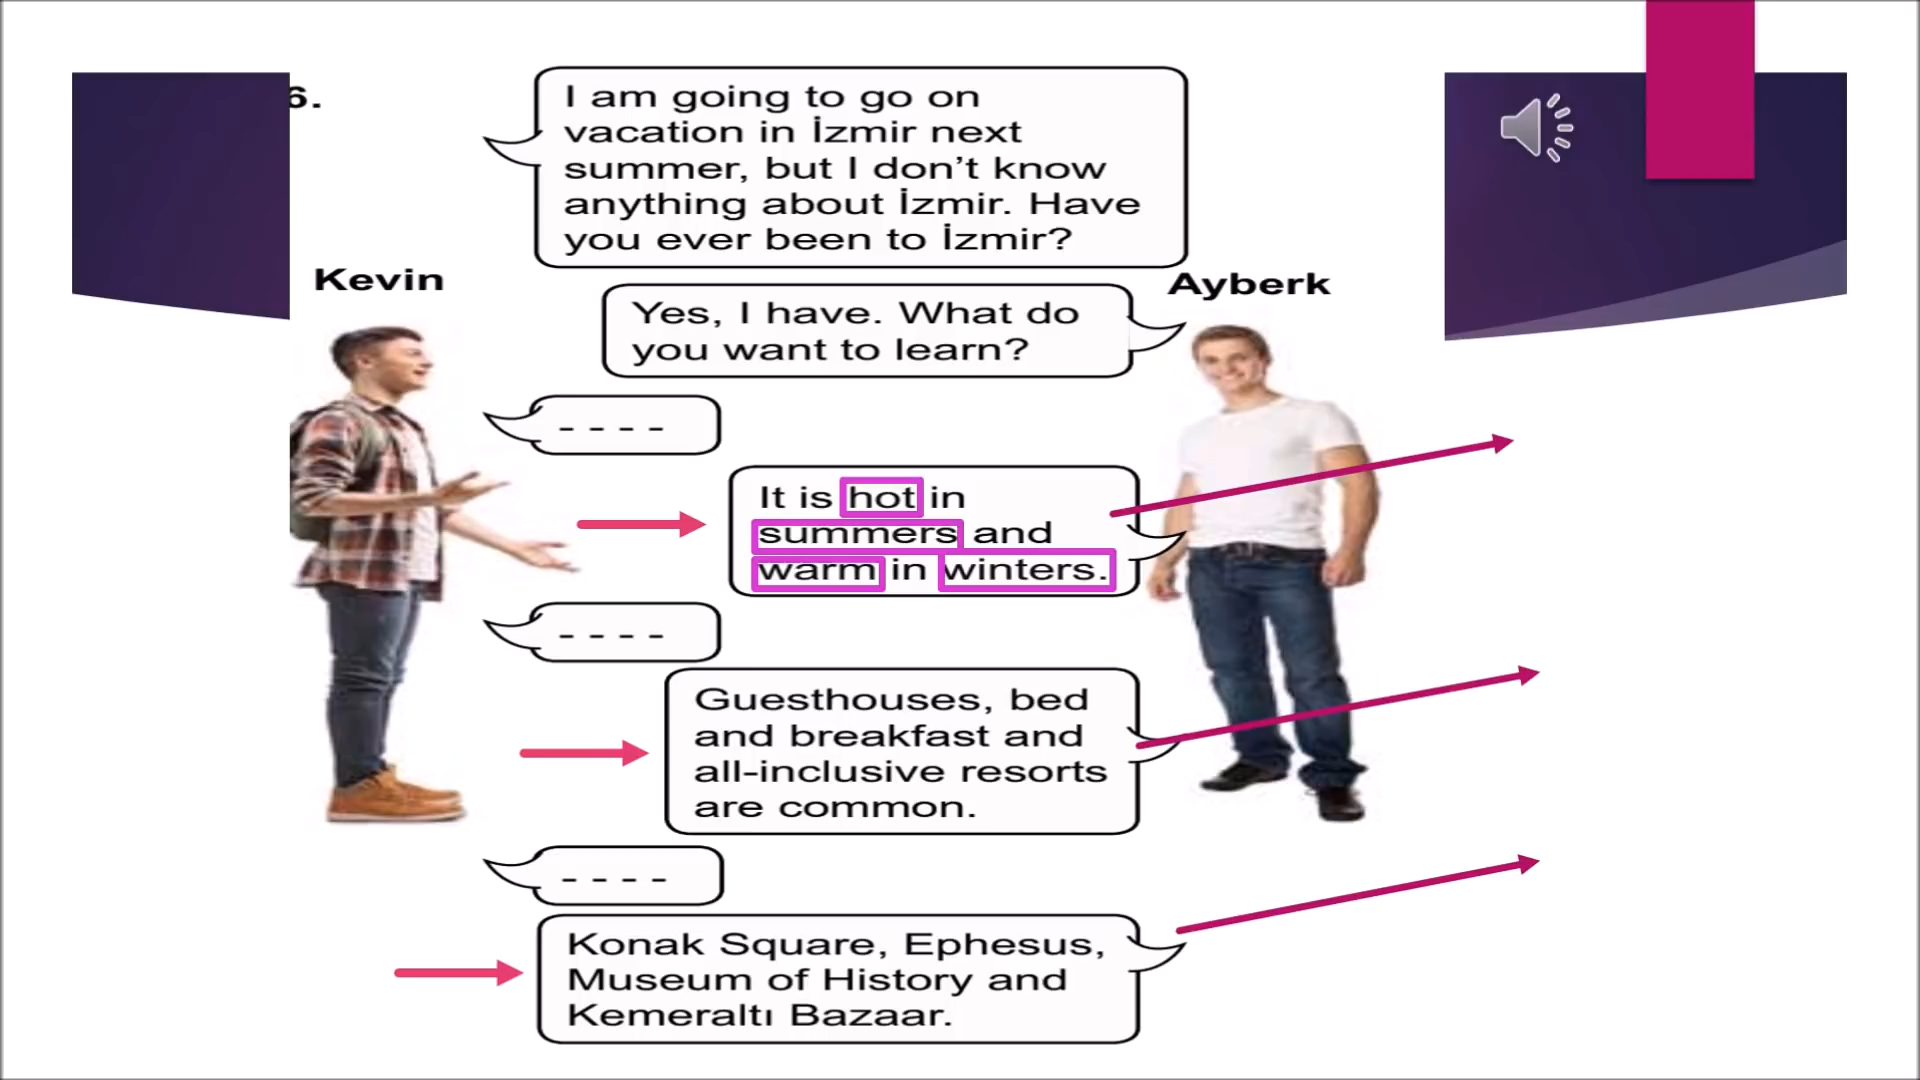 6.
I am going to go on
vacation in İzmir next
summer, but I don't know
anything about İzmir. Have
you ever been to İzmir?
Kevin
Ayberk
Yes, I have. What do
you want to learn?
- - - -
It is hot in
summers and
warm in winters.
- - - -
Guesthouses, bed
and breakfast and
all-inclusive resorts
are common.
- - - -
Konak Square, Ephesus,
Museum of History and
Kemeraltı Bazaar.